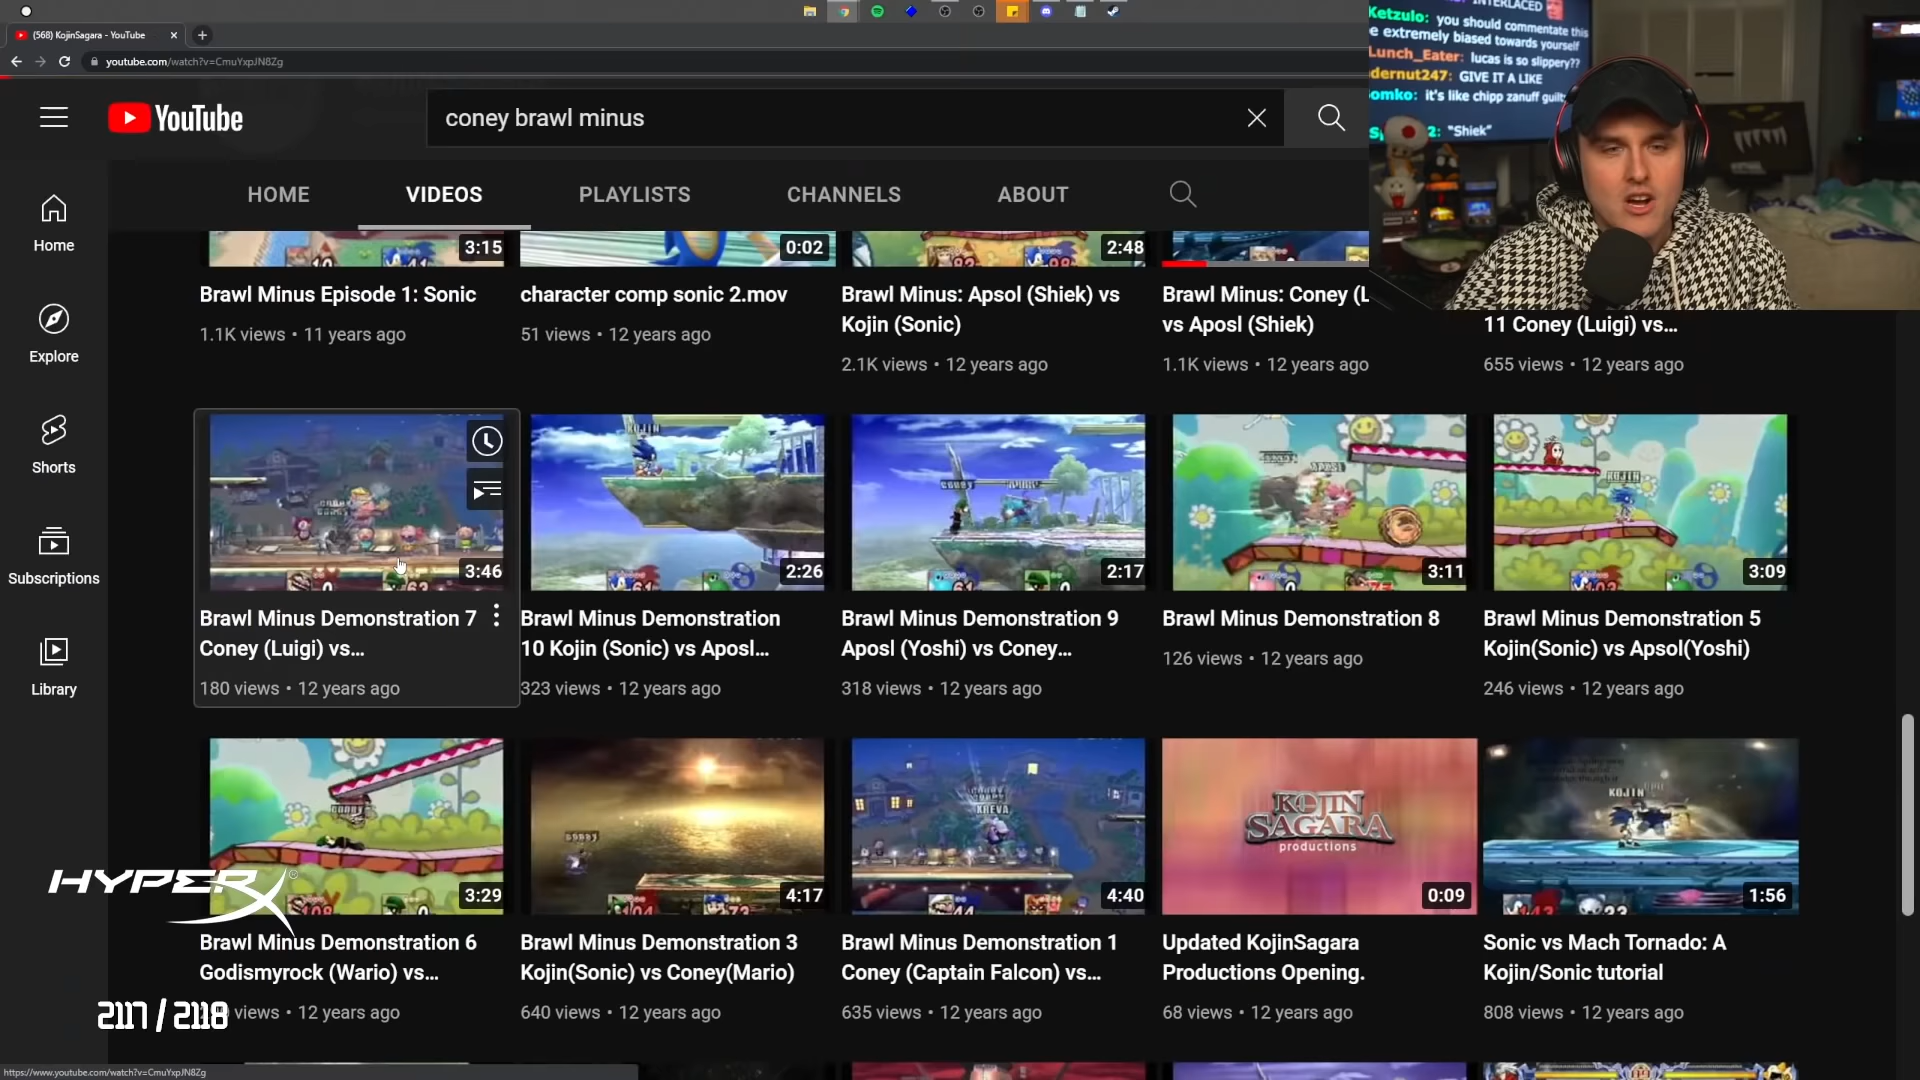 (568) KojinSagara - YouTube
youtube.com/watch?v=CmuYxpJN8Zg
YouTube
coney brawl minus
INTERLACED
Ketzulo: you should commentate this
e extremely biased towards yourself
Lunch_Eater: lucas is so slippery??
dernut247: GIVE IT A LIKE
omko: it's like chipp zanuff guilt
2: "Shiek"
HOME
VIDEOS
PLAYLISTS
CHANNELS
ABOUT
Home
Explore
Shorts
Subscriptions
Library
3:15
Brawl Minus Episode 1: Sonic
1.1K views • 11 years ago
0:02
character comp sonic 2.mov
51 views • 12 years ago
2:48
Brawl Minus: Apsol (Shiek) vs
Kojin (Sonic)
2.1K views • 12 years ago
Brawl Minus: Coney (L
vs Aposl (Shiek)
1.1K views • 12 years ago
11 Coney (Luigi) vs...
655 views • 12 years ago
3:46
Brawl Minus Demonstration 7
Coney (Luigi) vs...
180 views • 12 years ago
KOJIN
2:26
Brawl Minus Demonstration
10 Kojin (Sonic) vs Aposl...
323 views • 12 years ago
2:17
Brawl Minus Demonstration 9
Aposl (Yoshi) vs Coney...
318 views • 12 years ago
3:11
Brawl Minus Demonstration 8
126 views • 12 years ago
KOJIN
3:09
Brawl Minus Demonstration 5
Kojin(Sonic) vs Apsol(Yoshi)
246 views • 12 years ago
3:29
Brawl Minus Demonstration 6
Godismyrock (Wario) vs...
views • 12 years ago
4:17
Brawl Minus Demonstration 3
Kojin(Sonic) vs Coney(Mario)
640 views • 12 years ago
4:40
Brawl Minus Demonstration 1
Coney (Captain Falcon) vs...
635 views • 12 years ago
KOJIN
SAGARA
productions
0:09
Updated KojinSagara
Productions Opening.
68 views • 12 years ago
KOJIN
1:56
Sonic vs Mach Tornado: A
Kojin/Sonic tutorial
808 views • 12 years ago
HYPERX
2117 / 2118
https://www.youtube.com/watch?v=CmuYxpJN8Zg